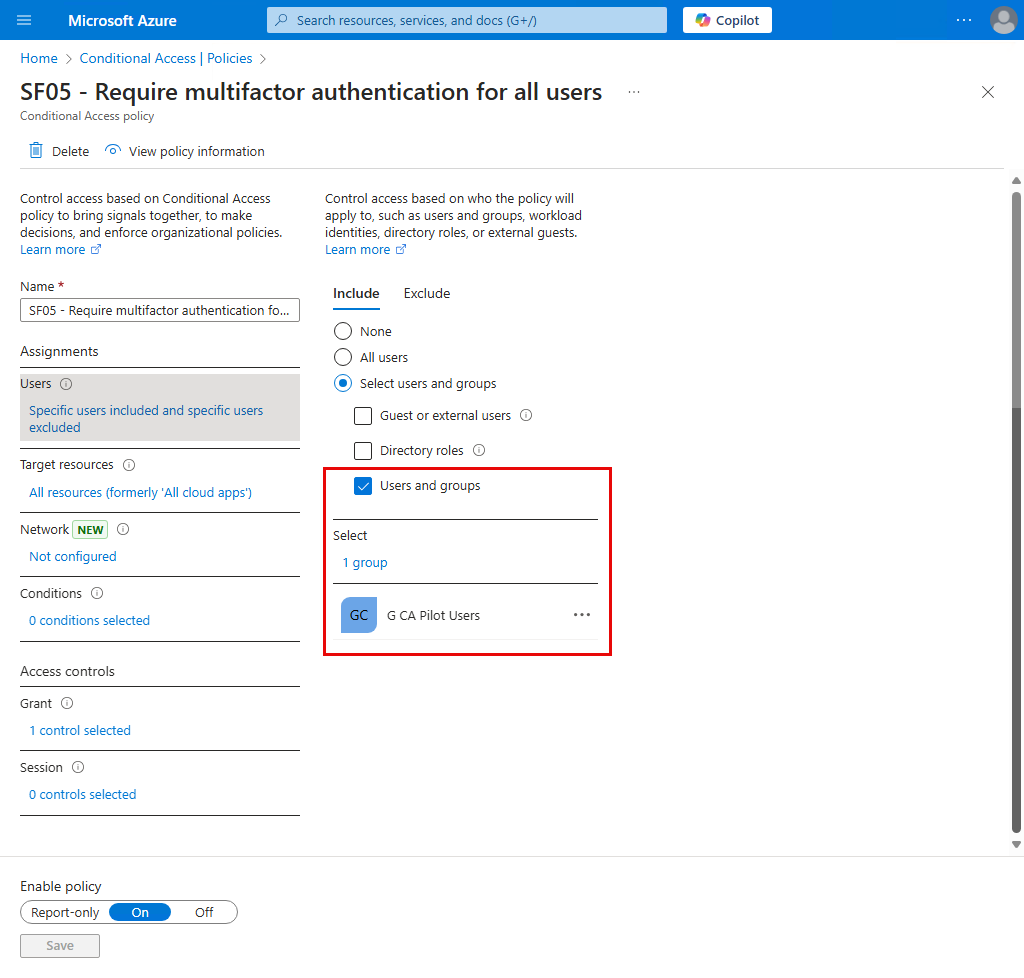 Microsoft Azure
Search resources, services, and docs (G+/)
Copilot
Home > Conditional Access | Policies >
SF05 - Require multifactor authentication for all users
Conditional Access policy
Delete
View policy information
Control access based on Conditional Access
policy to bring signals together, to make
decisions, and enforce organizational policies.
Learn more
Name *
SF05 - Require multifactor authentication fo...
Assignments
Users
Specific users included and specific users
excluded
Target resources
All resources (formerly 'All cloud apps')
Network NEW
Not configured
Conditions
0 conditions selected
Access controls
Grant
1 control selected
Session
0 controls selected
Control access based on who the policy will
apply to, such as users and groups, workload
identities, directory roles, or external guests.
Learn more
Include Exclude
None
All users
Select users and groups
Guest or external users
Directory roles
Users and groups
Select
1 group
GC G CA Pilot Users
Enable policy
Report-only On Off
Save